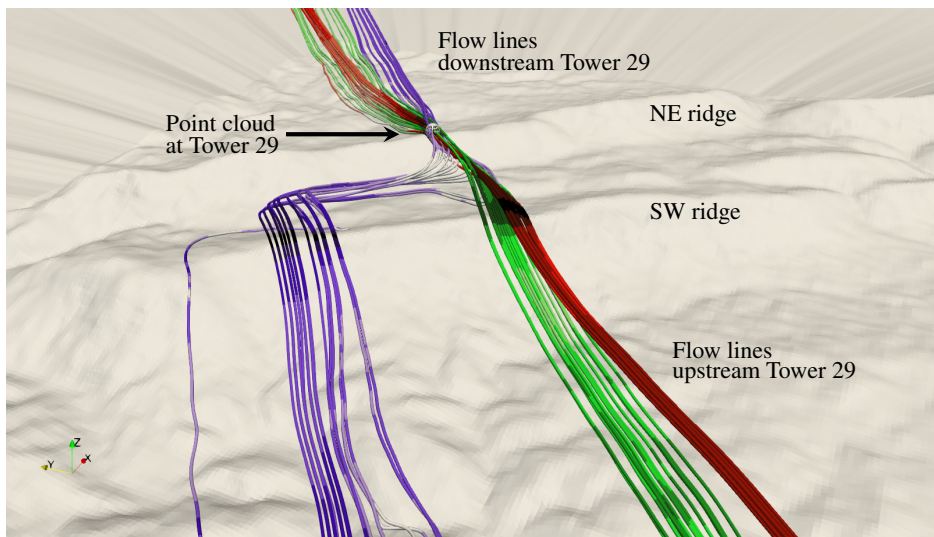 Flow lines
downstream Tower 29
NE ridge
Point cloud
at Tower 29
SW ridge
Flow lines
upstream Tower 29
Z
Y
X